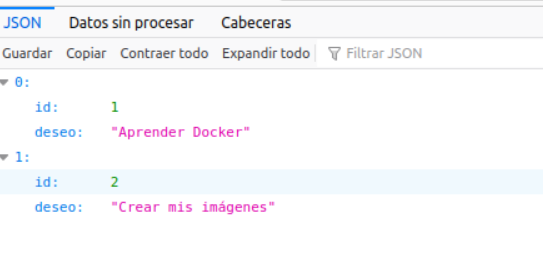 JSON Datos sin procesar Cabeceras
Guardar Copiar Contraer todo Expandir todo Filtrar JSON
0:
id: 1
deseo: "Aprender Docker"
1:
id: 2
deseo: "Crear mis imágenes"